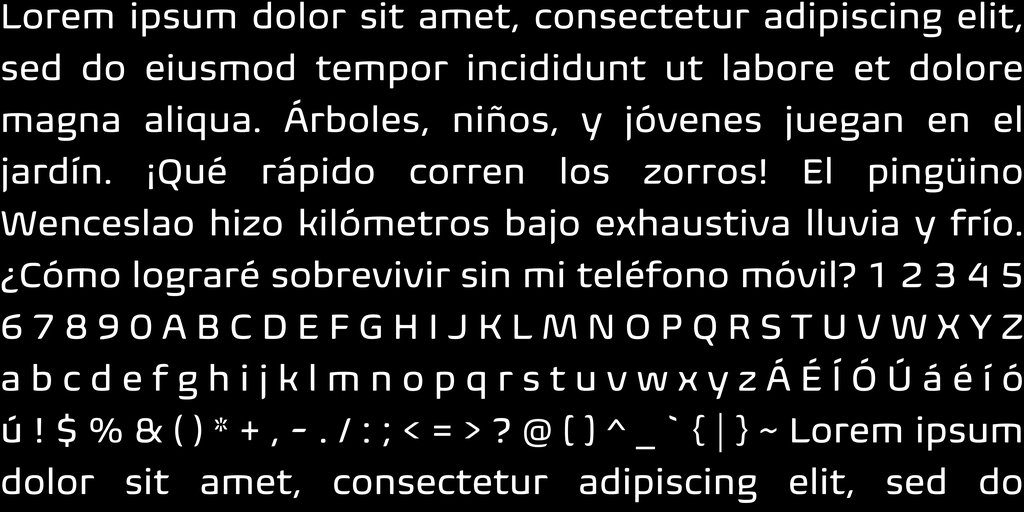 Lorem ipsum dolor sit amet, consectetur adipiscing elit,
sed do eiusmod tempor incididunt ut labore et dolore
magna aliqua. Árboles, niños, y jóvenes juegan en el
jardín. ¡Qué rápido corren los zorros! El pingüino
Wenceslao hizo kilómetros bajo exhaustiva lluvia y frío.
¿Cómo lograré sobrevivir sin mi teléfono móvil? 1 2 3 4 5
6 7 8 9 0 A B C D E F G H I J K L M N O P Q R S T U V W X Y Z
a b c d e f g h i j k l m n o p q r s t u v w x y z Á É Í Ó Ú á é í ó
ú ! $ % & ( ) * + , - . / : ; < = > ? @ [ ] ^ _ ` { | } ~ Lorem ipsum
dolor sit amet, consectetur adipiscing elit, sed do